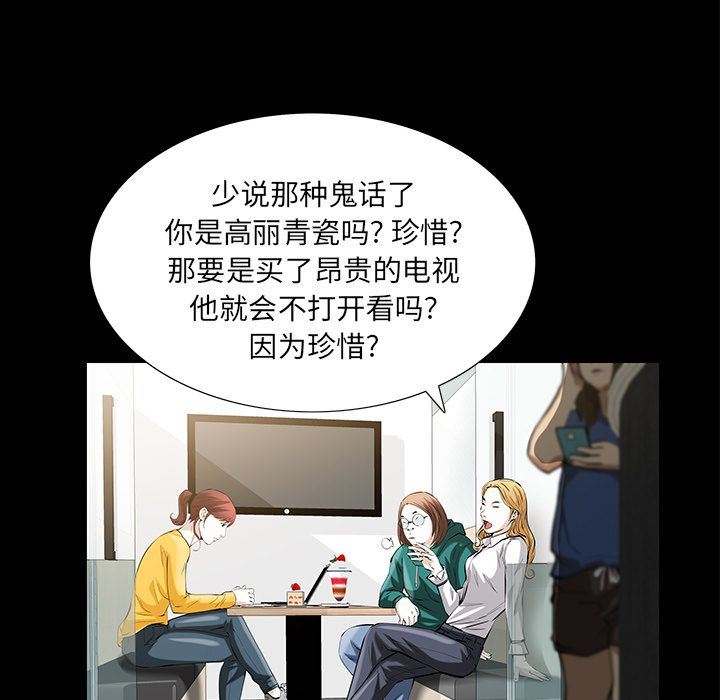 少说那种鬼话了
你是高丽青瓷吗? 珍惜?
那要是买了昂贵的电视
他就会不打开看吗?
因为珍惜?